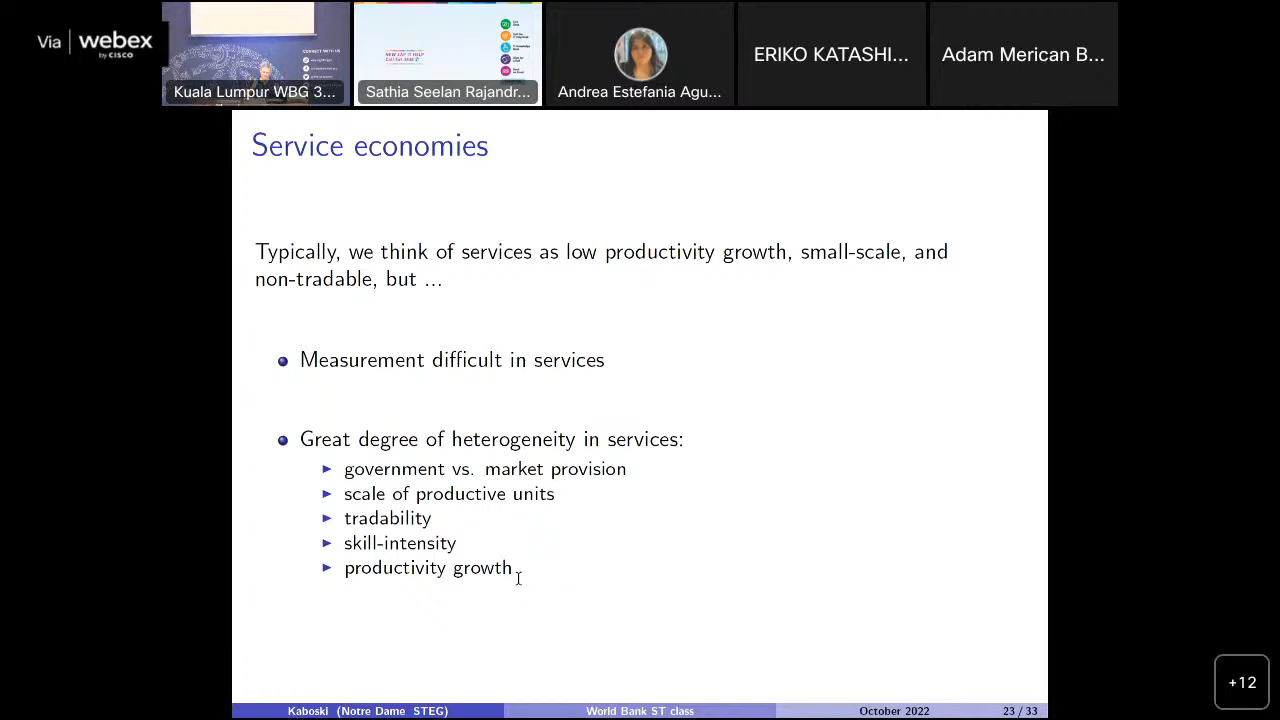 Via webex
by CISCO
Kuala Lumpur WBG 3...
Sathia Seelan Rajandr...
Andrea Estefania Agu...
ERIKO KATASHI...
Adam Merican B...
CONNECT WITH US
Service economies
Typically, we think of services as low productivity growth, small-scale, and
non-tradable, but ...
Measurement difficult in services
Great degree of heterogeneity in services:
government vs. market provision
scale of productive units
tradability
skill-intensity
productivity growth
Kaboski (Notre Dame STEG)
World Bank ST class
October 2022
23 / 33
+12